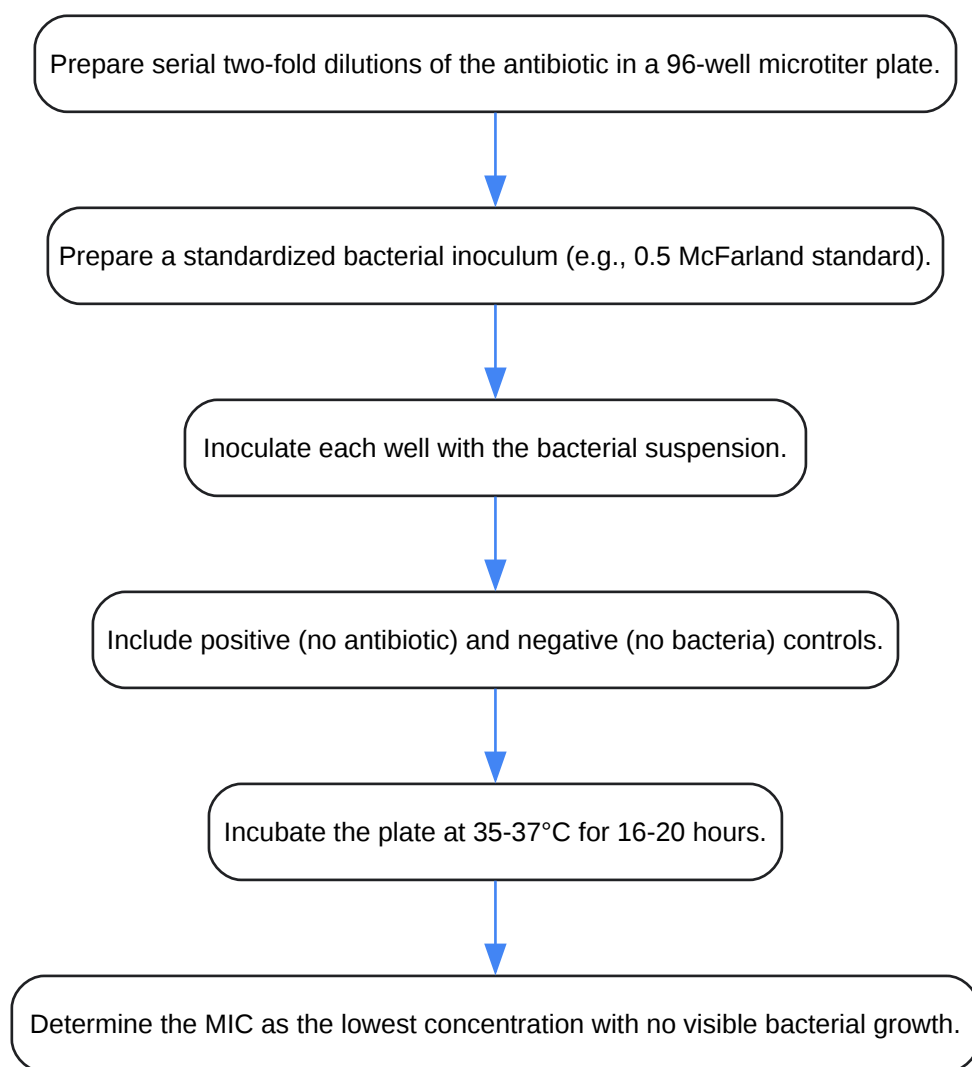 Prepare serial two-fold dilutions of the antibiotic in a 96-well microtiter plate.
Prepare a standardized bacterial inoculum (e.g., 0.5 McFarland standard).
Inoculate each well with the bacterial suspension.
Include positive (no antibiotic) and negative (no bacteria) controls.
Incubate the plate at 35-37°C for 16-20 hours.
Determine the MIC as the lowest concentration with no visible bacterial growth.